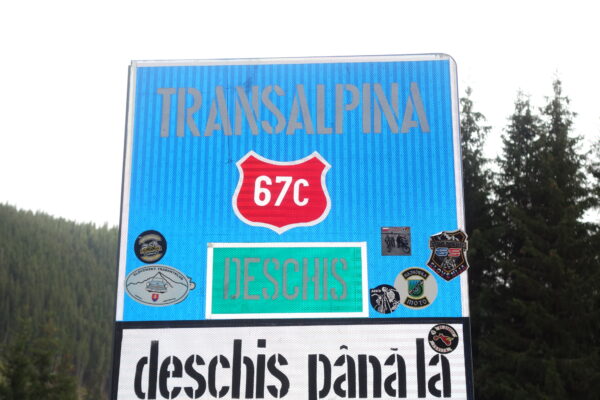 TRANSALPINA
67C
DESCHIS
deschis până la